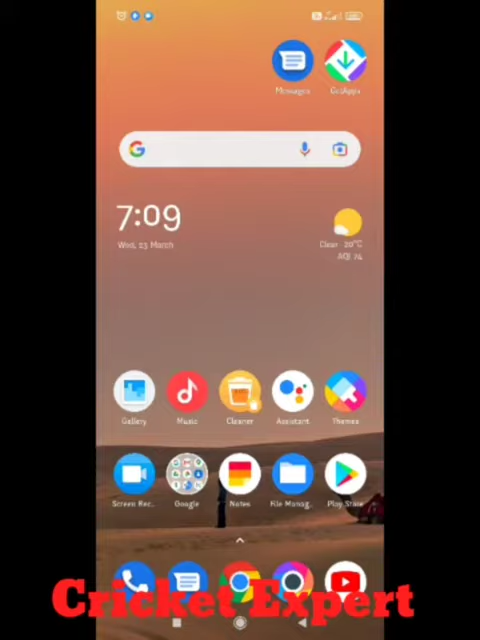 Messages GetApps
7:09
Wed, 23 March
Clear 20°C
AQI 74
Gallery Music Cleaner Assistant Themes
Screen Rec.. Google Notes File Manag.. Play Store
Cricket Expert